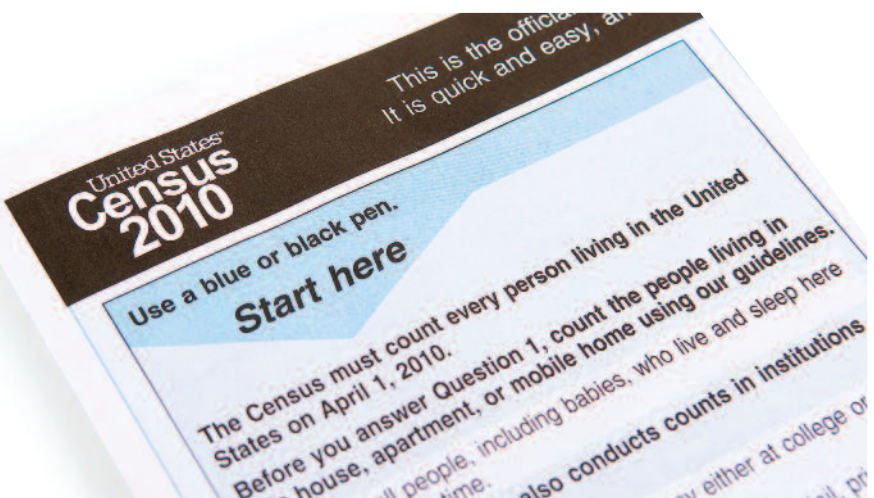 This is the official
It is quick and easy, an
United States
Census
2010
Use a blue or black pen.
Start here
The Census must count every person living in the United
States on April 1, 2010.
Before you answer Question 1, count the people living in
house, apartment, or mobile home using our guidelines.
people, including babies, who live and sleep here
time.
also conducts counts in institutions
either at college or